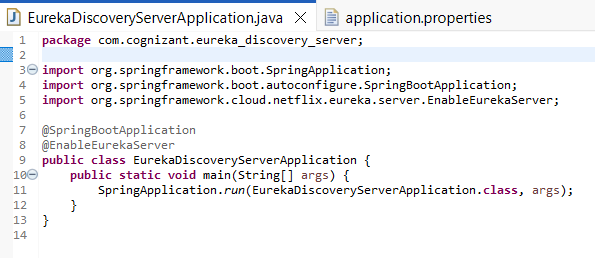 EurekaDiscoveryServerApplication.java
application.properties
1 package com.cognizant.eureka_discovery_server;
2
3 import org.springframework.boot.SpringApplication;
4 import org.springframework.boot.autoconfigure.SpringBootApplication;
5 import org.springframework.cloud.netflix.eureka.server.EnableEurekaServer;
6
7 @SpringBootApplication
8 @EnableEurekaServer
9 public class EurekaDiscoveryServerApplication {
10     public static void main(String[] args) {
11         SpringApplication.run(EurekaDiscoveryServerApplication.class, args);
12     }
13 }
14